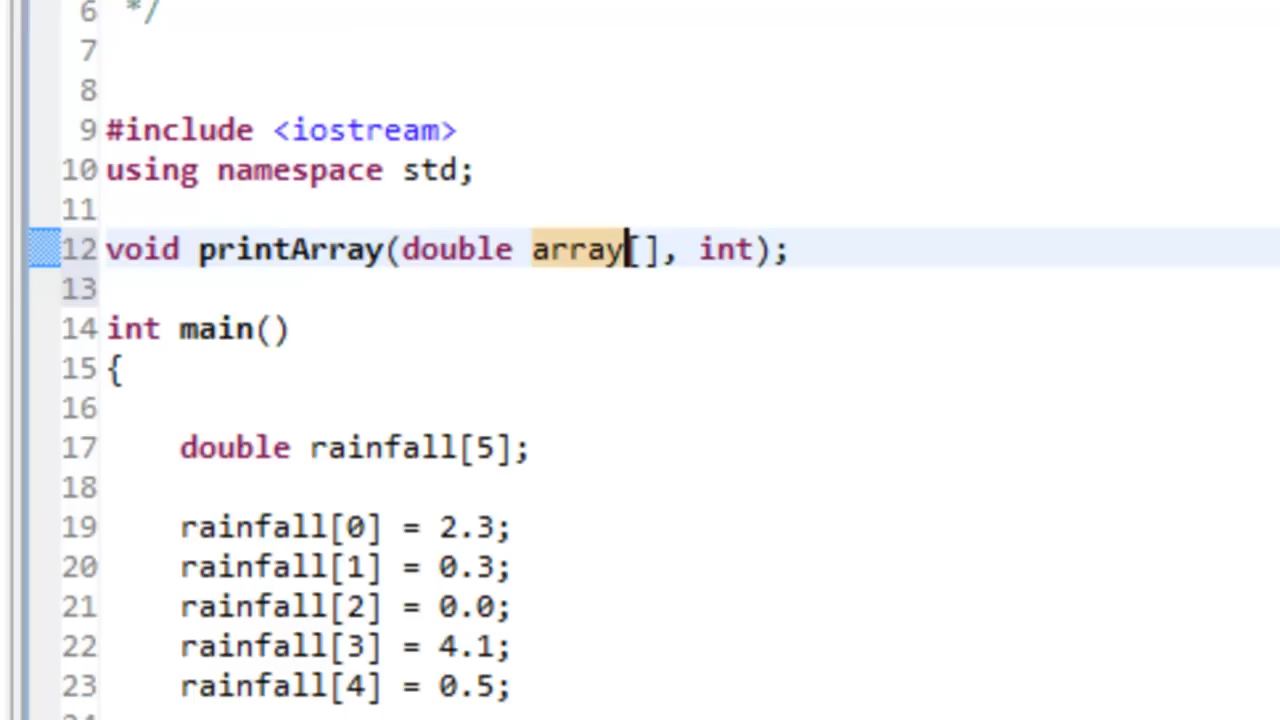 6 */
7
8
9 #include <iostream>
10 using namespace std;
11
12 void printArray(double array[], int);
13
14 int main()
15 {
16
17     double rainfall[5];
18
19     rainfall[0] = 2.3;
20     rainfall[1] = 0.3;
21     rainfall[2] = 0.0;
22     rainfall[3] = 4.1;
23     rainfall[4] = 0.5;